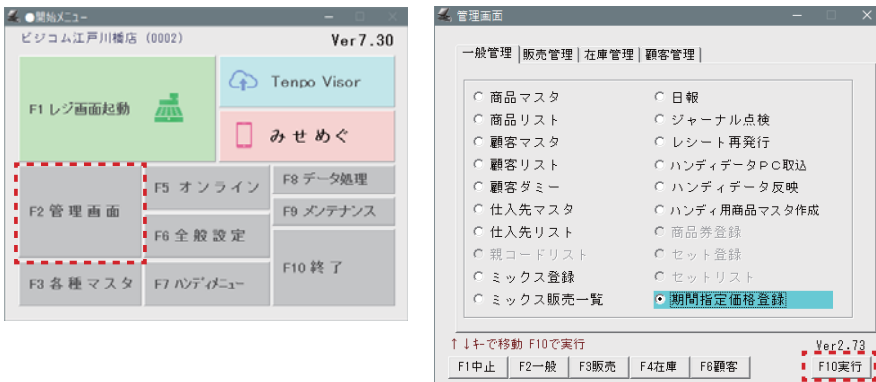 ●開始メニュー
ビジコム江戸川橋店 (0002)
Ver7.30
F1 レジ画面起動
Tenpo Visor
みせめぐ
F2 管理画面
F5 オンライン
F8 データ処理
F9 メンテナンス
F6 全般設定
F10 終了
F3 各種マスタ
F7 ハンディメニュー
管理画面
一般管理
販売管理
在庫管理
顧客管理
商品マスタ
商品リスト
顧客マスタ
顧客リスト
顧客ダミー
仕入先マスタ
仕入先リスト
親コードリスト
ミックス登録
ミックス販売一覧
日報
ジャーナル点検
レシート再発行
ハンディデータPC取込
ハンディデータ反映
ハンディ用商品マスタ作成
商品券登録
セット登録
セットリスト
期間指定価格登録
↑↓キーで移動 F10で実行
Ver2.73
F1中止
F2一般
F3販売
F4在庫
F6顧客
F10実行